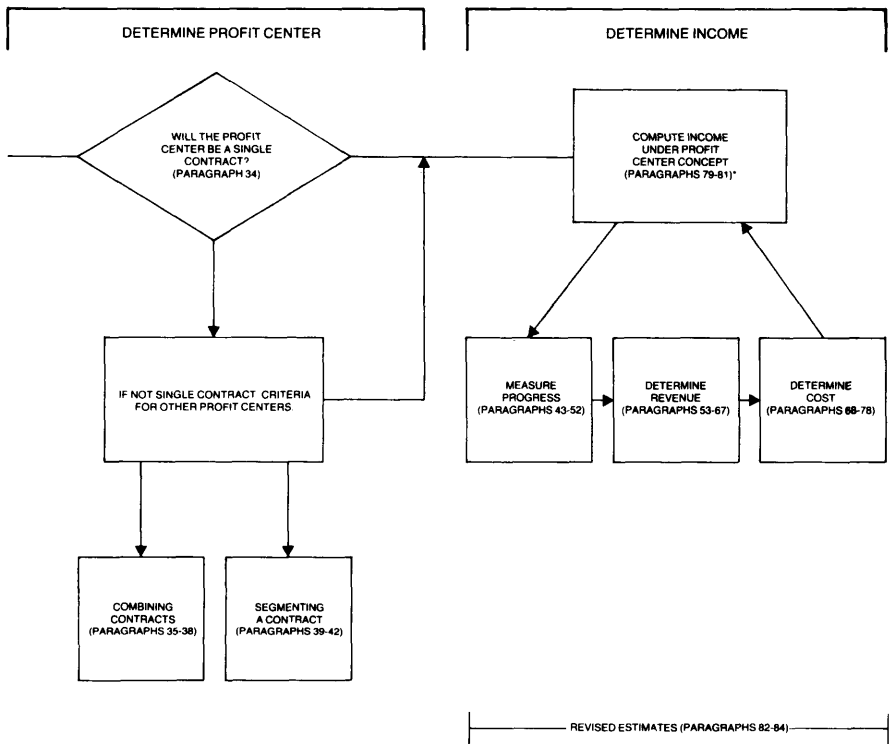 DETERMINE PROFIT CENTER
DETERMINE INCOME
WILL THE PROFIT
CENTER BE A SINGLE
CONTRACT?
(PARAGRAPH 34)
COMPUTE INCOME
UNDER PROFIT
CENTER CONCEPT
(PARAGRAPHS 79-81)*
IF NOT SINGLE CONTRACT CRITERIA
FOR OTHER PROFIT CENTERS
MEASURE
PROGRESS
(PARAGRAPHS 43-52)
DETERMINE
REVENUE
(PARAGRAPHS 53-67)
DETERMINE
COST
(PARAGRAPHS 68-78)
COMBINING
CONTRACTS
(PARAGRAPHS 35-38)
SEGMENTING
A CONTRACT
(PARAGRAPHS 39-42)
REVISED ESTIMATES (PARAGRAPHS 82-84)